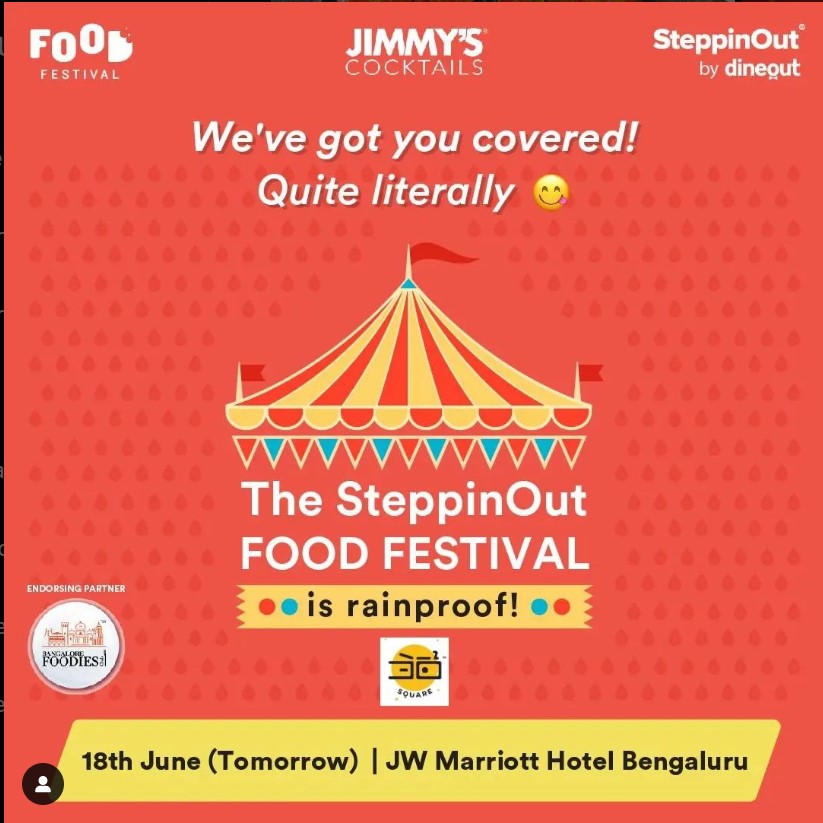 FOOD
FESTIVAL
JIMMY'S
COCKTAILS
SteppinOut
by dineout
We've got you covered!
Quite literally
The SteppinOut
FOOD FESTIVAL
is rainproof!
ENDORSING PARTNER
BANGALORE
FOODIES
2
SQUARE
18th June (Tomorrow) | JW Marriott Hotel Bengaluru